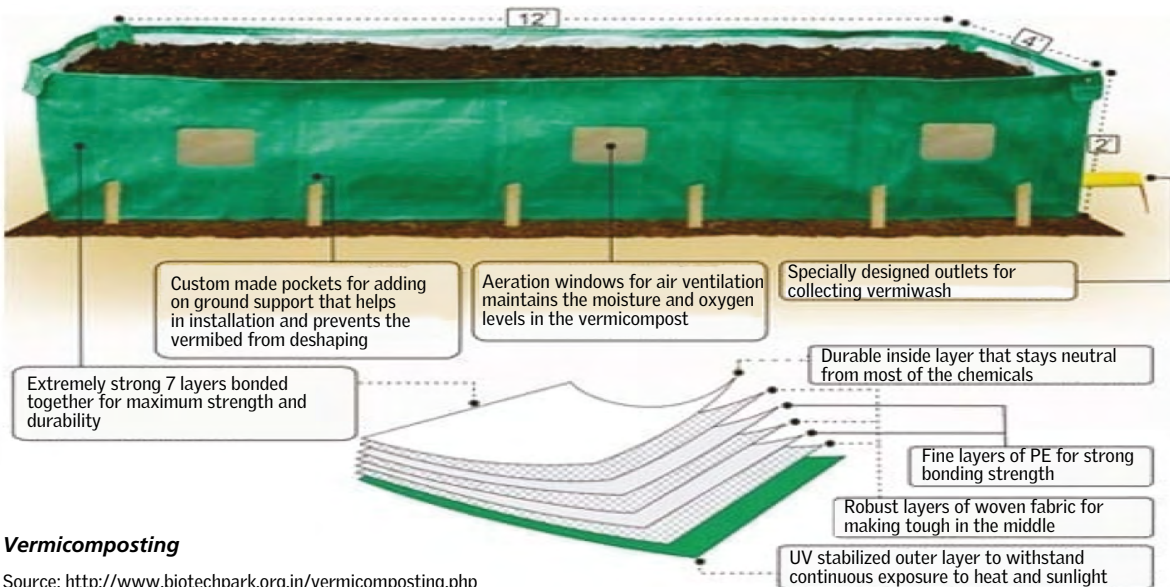 12'
4'
2'
Custom made pockets for adding
on ground support that helps
in installation and prevents the
vermibed from deshaping
Aeration windows for air ventilation
maintains the moisture and oxygen
levels in the vermicompost
Specially designed outlets for
collecting vermiwash
Extremely strong 7 layers bonded
together for maximum strength and
durability
Durable inside layer that stays neutral
from most of the chemicals
Fine layers of PE for strong
bonding strength
Robust layers of woven fabric for
making tough in the middle
UV stabilized outer layer to withstand
continuous exposure to heat and sunlight
Vermicomposting
Source: http://www.biotechpark.org.in/vermicomposting.php